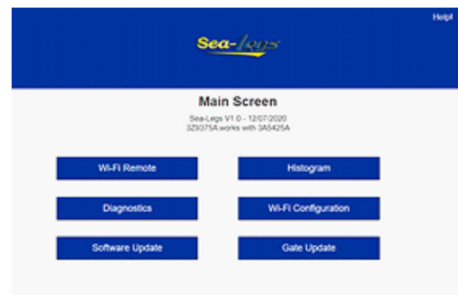 Help!
Sea-Legs
Main Screen
Sea-Legs V1.0 - 12/07/2020
3Z9375A works with 3A5425A
Wi-Fi Remote
Histogram
Diagnostics
Wi-Fi Configuration
Software Update
Gate Update